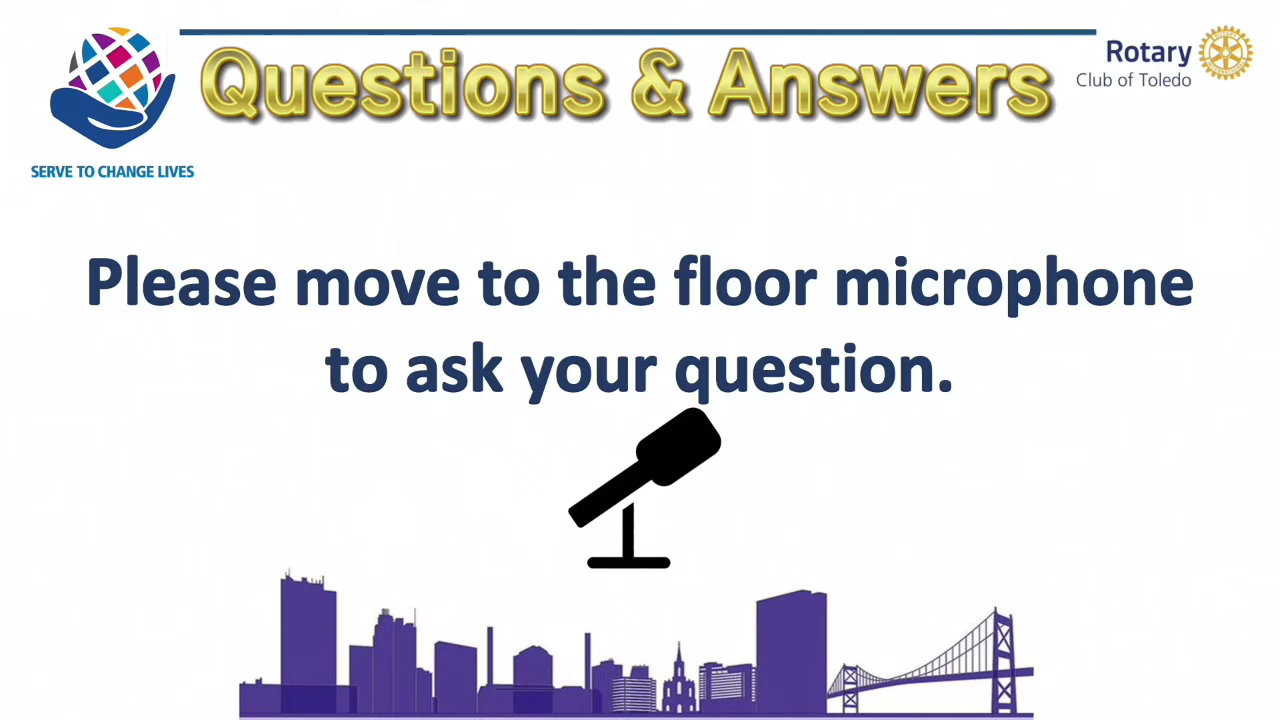 Questions & Answers
Rotary
Club of Toledo
SERVE TO CHANGE LIVES
Please move to the floor microphone
to ask your question.